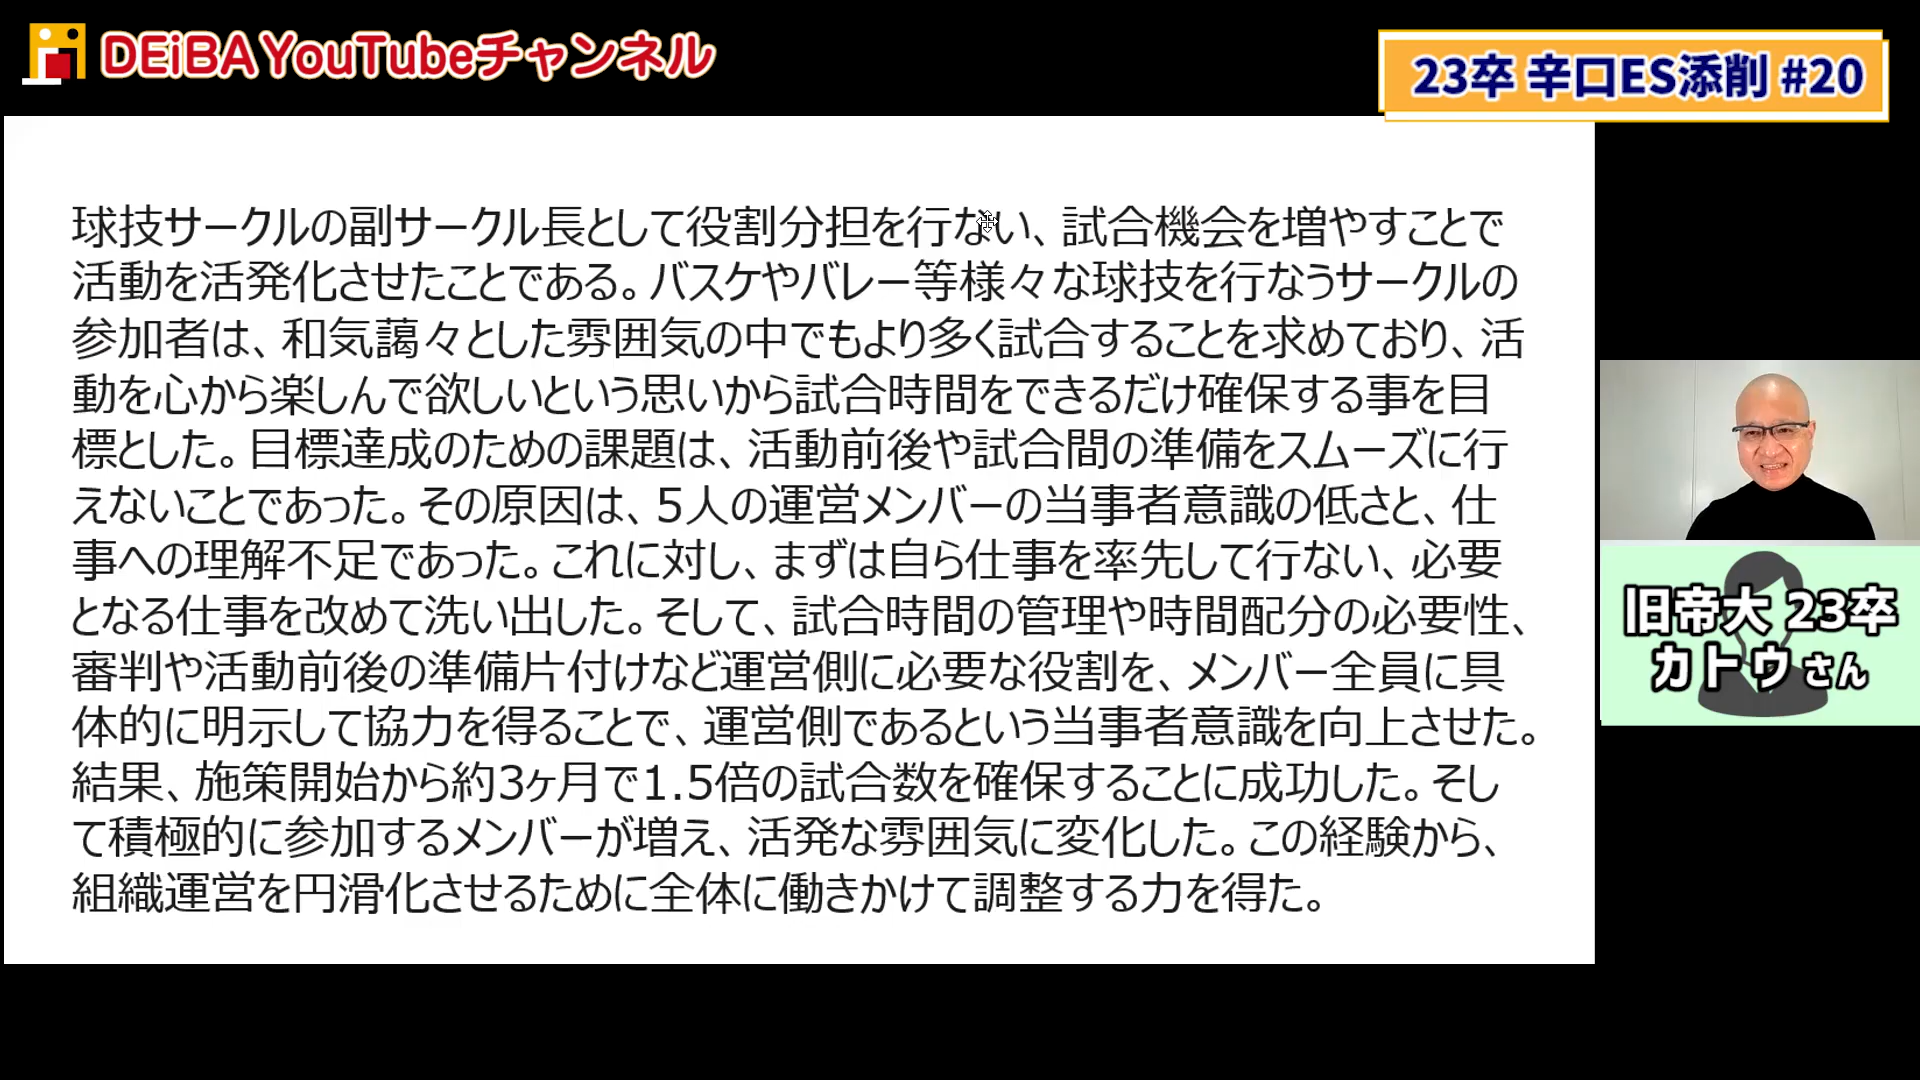 DEiBA YouTubeチャンネル
23卒 辛口ES添削 #20
球技サークルの副サークル長として役割分担を行ない、試合機会を増やすことで
活動を活発化させたことである。バスケやバレー等様々な球技を行なうサークルの
参加者は、和気藹々とした雰囲気の中でもより多く試合することを求めており、活
動を心から楽しんで欲しいという思いから試合時間をできるだけ確保する事を目
標とした。目標達成のための課題は、活動前後や試合間の準備をスムーズに行
えないことであった。その原因は、5人の運営メンバーの当事者意識の低さと、仕
事への理解不足であった。これに対し、まずは自ら仕事を率先して行ない、必要
となる仕事を改めて洗い出した。そして、試合時間の管理や時間配分の必要性、
審判や活動前後の準備片付けなど運営側に必要な役割を、メンバー全員に具
体的に明示して協力を得ることで、運営側であるという当事者意識を向上させた。
結果、施策開始から約3ヶ月で1.5倍の試合数を確保することに成功した。そし
て積極的に参加するメンバーが増え、活発な雰囲気に変化した。この経験から、
組織運営を円滑化させるために全体に働きかけて調整する力を得た。
旧帝大 23卒
カトウさん